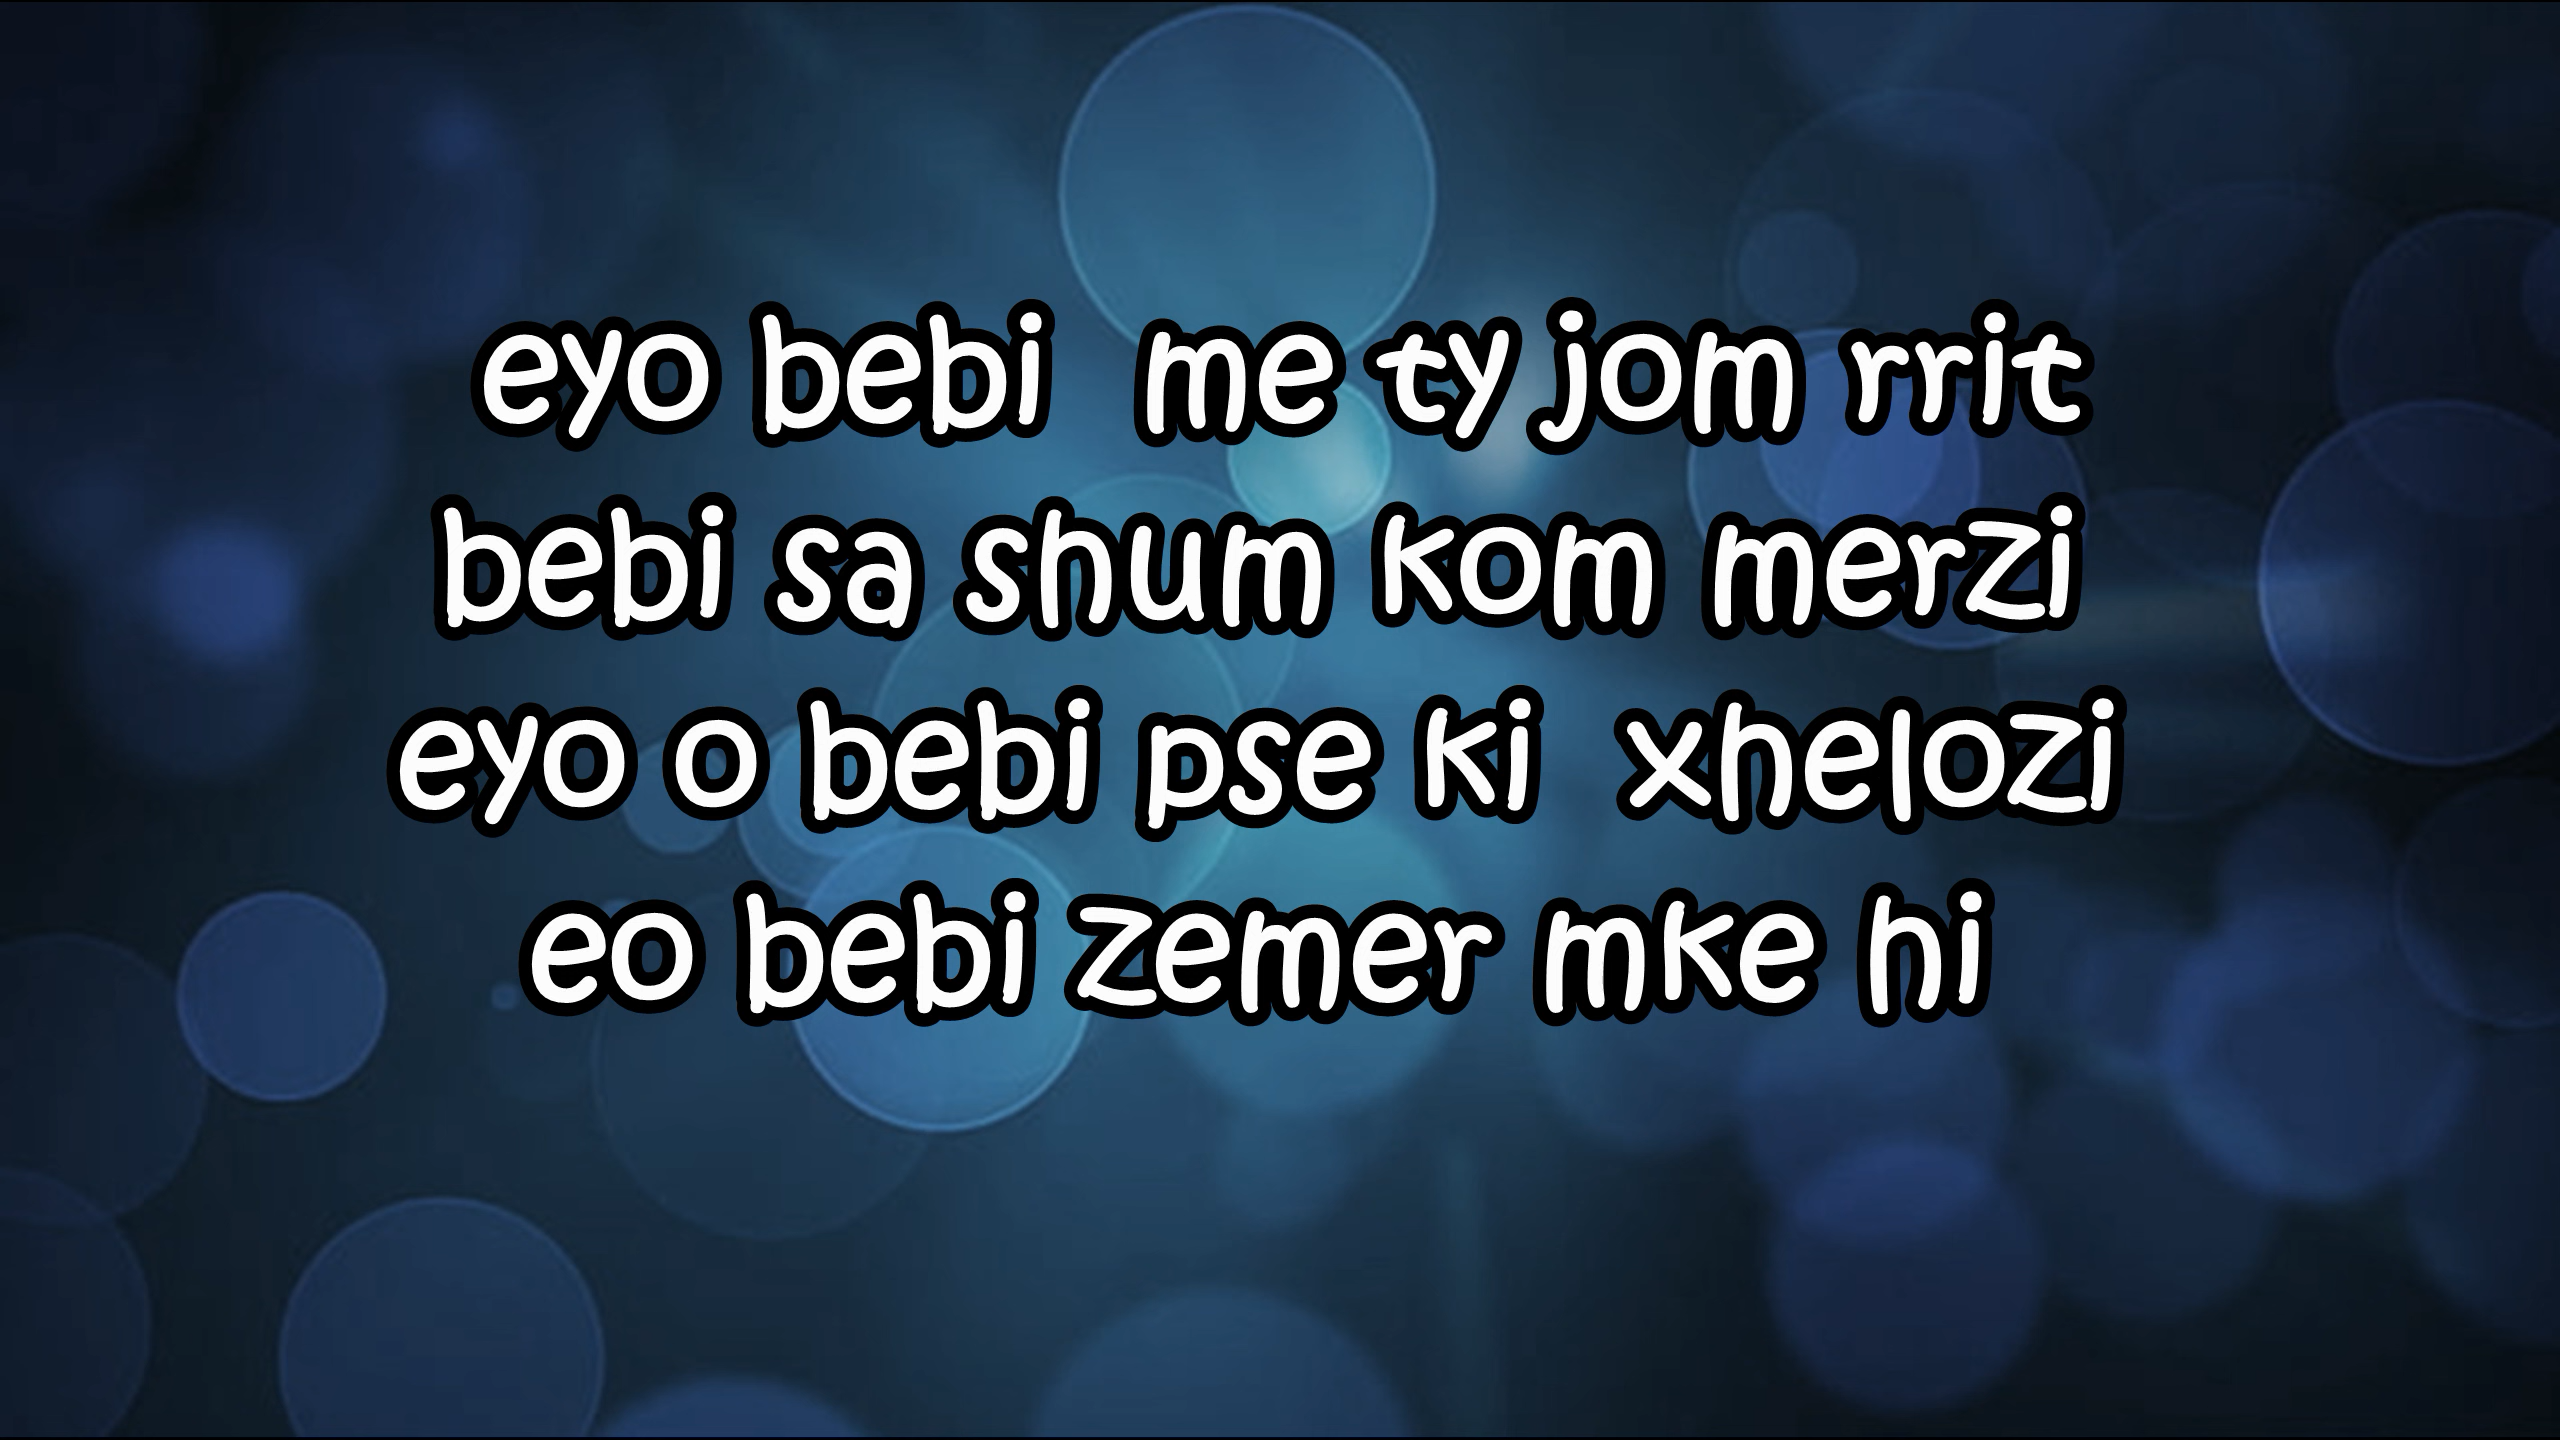 eyo bebi me ty jom rrit
bebi sa shum kom merzi
eyo o bebi pse ki xhelozi
eo bebi zemer mke hi